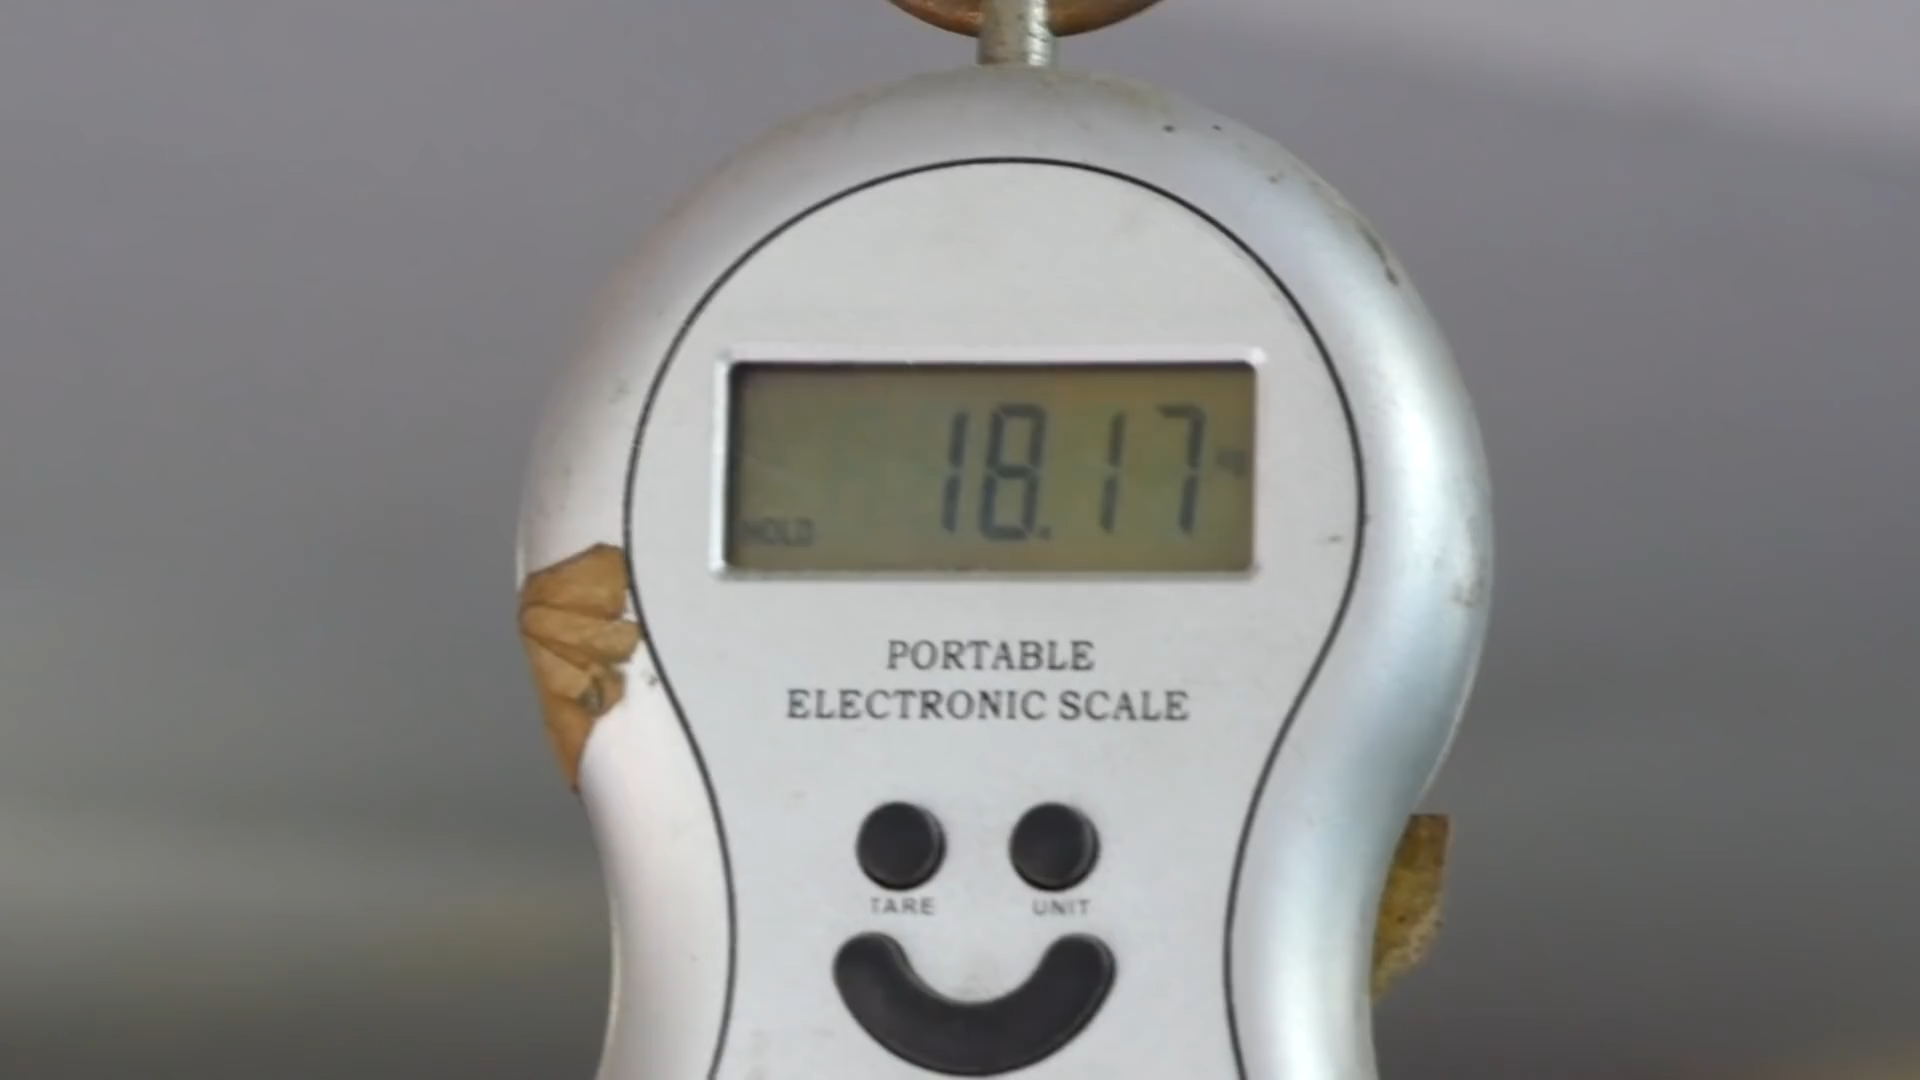 18.17
HOLD
PORTABLE
ELECTRONIC SCALE
TARE UNIT